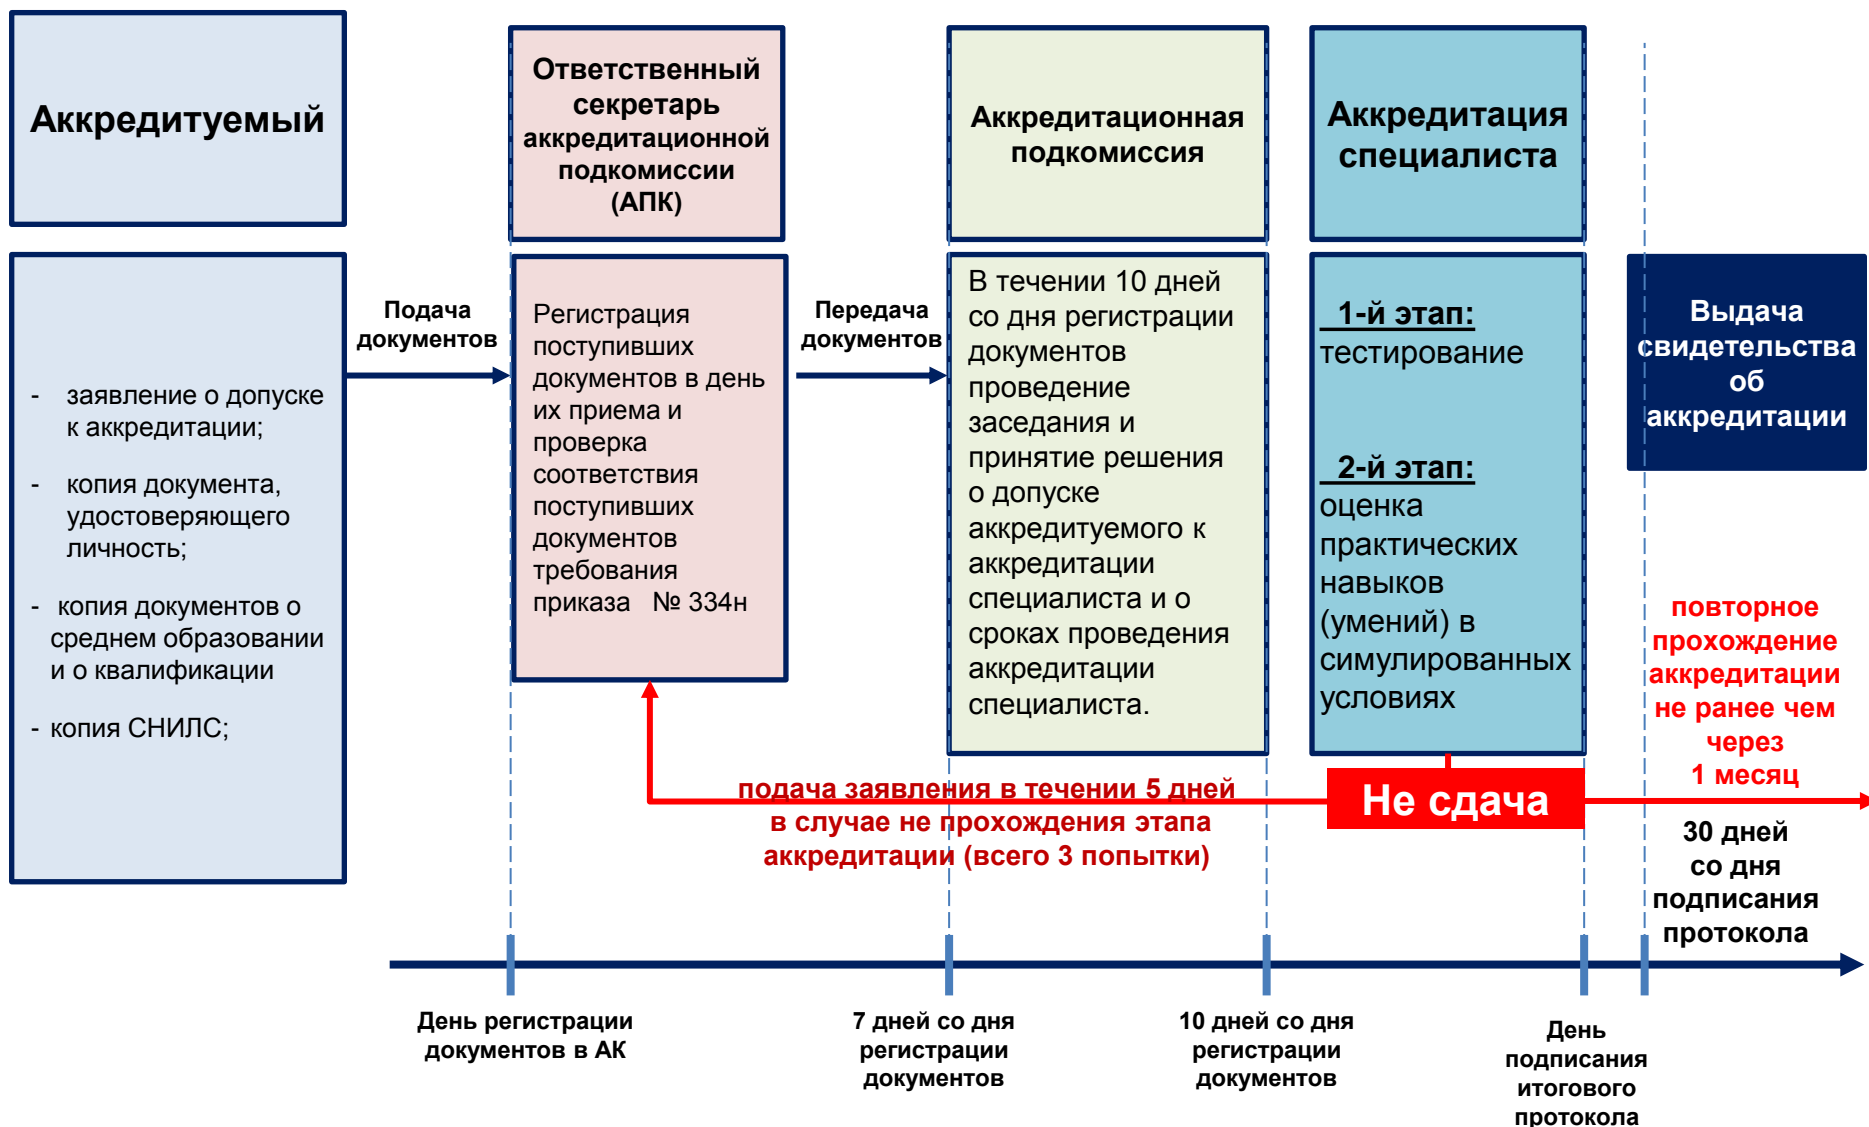 Аккредитуемый
Ответственный
секретарь
аккредитационной
подкомиссии
(АПК)
Аккредитационная
подкомиссия
Аккредитация
специалиста
- заявление о допуске
к аккредитации;
- копия документа,
удостоверяющего
личность;
- копия документов о
среднем образовании
и о квалификации
- копия СНИЛС;
Подача
документов
Регистрация
поступивших
документов в день
их приема и
проверка
соответствия
поступивших
документов
требования
приказа № 334н
Передача
документов
В течении 10 дней
со дня регистрации
документов
проведение
заседания и
принятие решения
о допуске
аккредитуемого к
аккредитации
специалиста и о
сроках проведения
аккредитации
специалиста.
1-й этап:
тестирование
2-й этап:
оценка
практических
навыков
(умений) в
симулированных
условиях
Выдача
свидетельства
об
аккредитации
повторное
прохождение
аккредитации
не ранее чем
через
1 месяц
подача заявления в течении 5 дней
в случае не прохождения этапа
аккредитации (всего 3 попытки)
Не сдача
30 дней
со дня
подписания
протокола
День регистрации
документов в АК
7 дней со дня
регистрации
документов
10 дней со дня
регистрации
документов
День
подписания
итогового
протокола